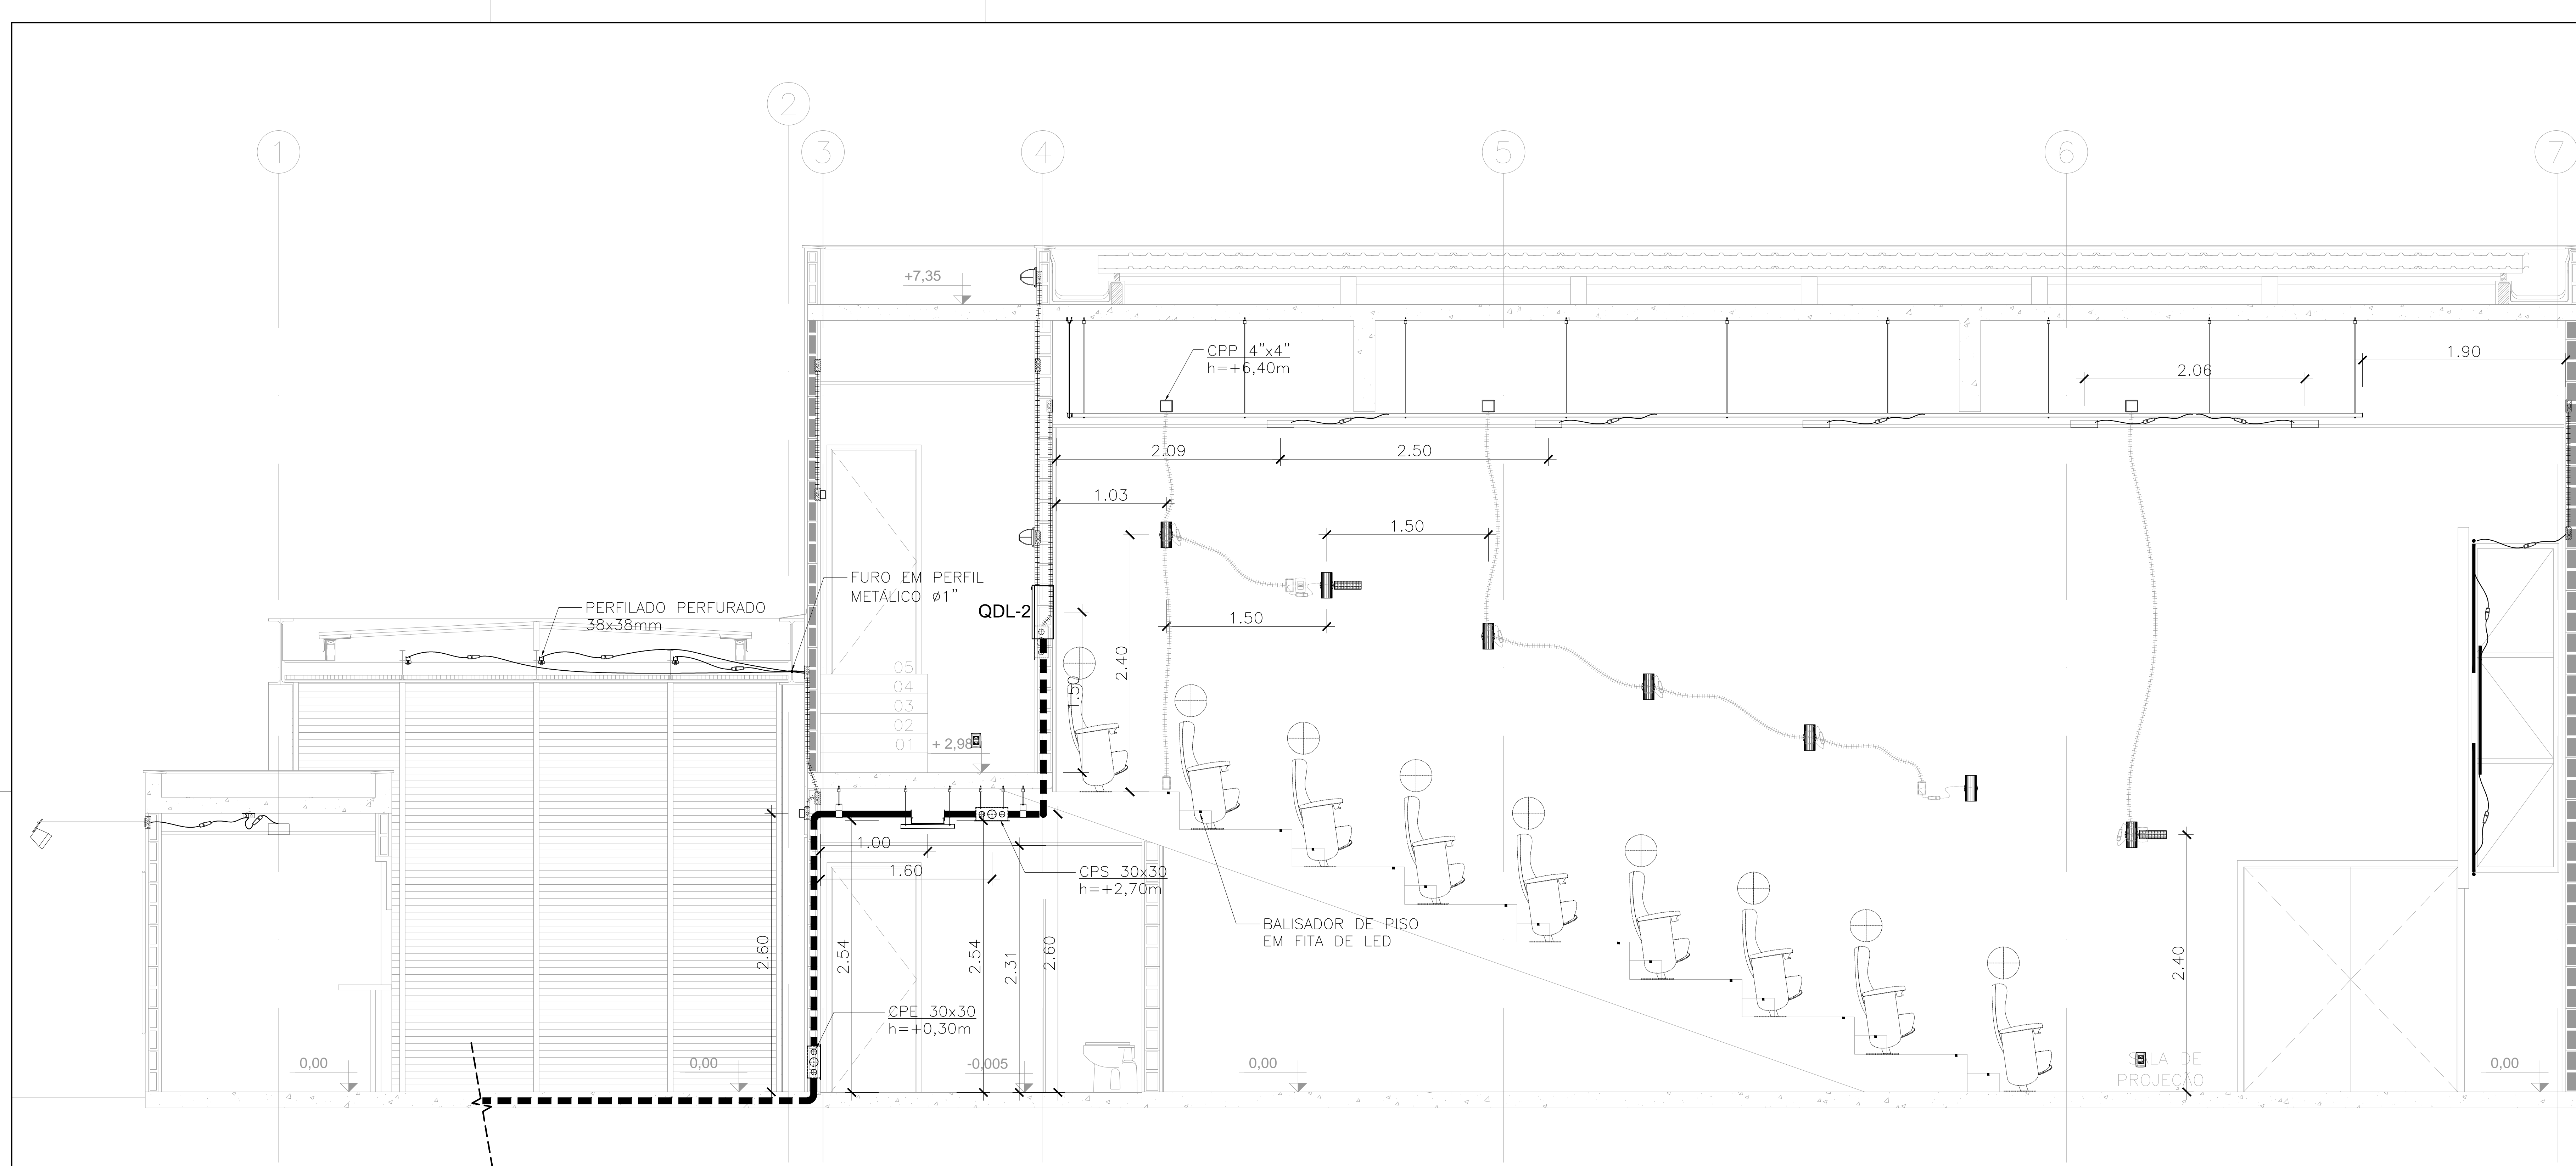 1
2
3
4
5
6
7
+7,35
CPP 4”x4”
h=+6,40m
1.90
2.06
2.09
2.50
1.03
1.50
FURO EM PERFIL
METÁLICO ø1”
PERFILADO PERFURADO
38x38mm
QDL-2
1.50
2.40
1.50
05
04
03
02
01
+ 2,98
1.00
1.60
CPS 30x30
h=+2,70m
BALISADOR DE PISO
EM FITA DE LED
2.60
2.54
2.54
2.31
2.60
2.40
CPE 30x30
h=+0,30m
0,00
0,00
-0,005
0,00
SALA DE
PROJEÇÃO
0,00